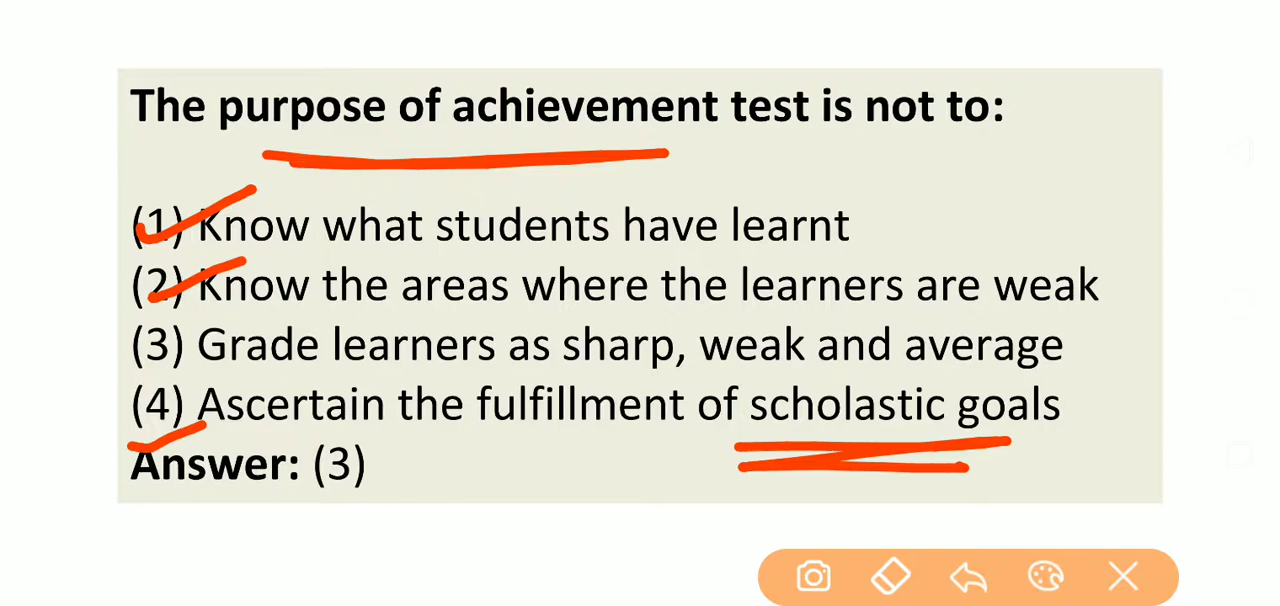 The purpose of achievement test is not to:
(1) Know what students have learnt
(2) Know the areas where the learners are weak
(3) Grade learners as sharp, weak and average
(4) Ascertain the fulfillment of scholastic goals
Answer: (3)